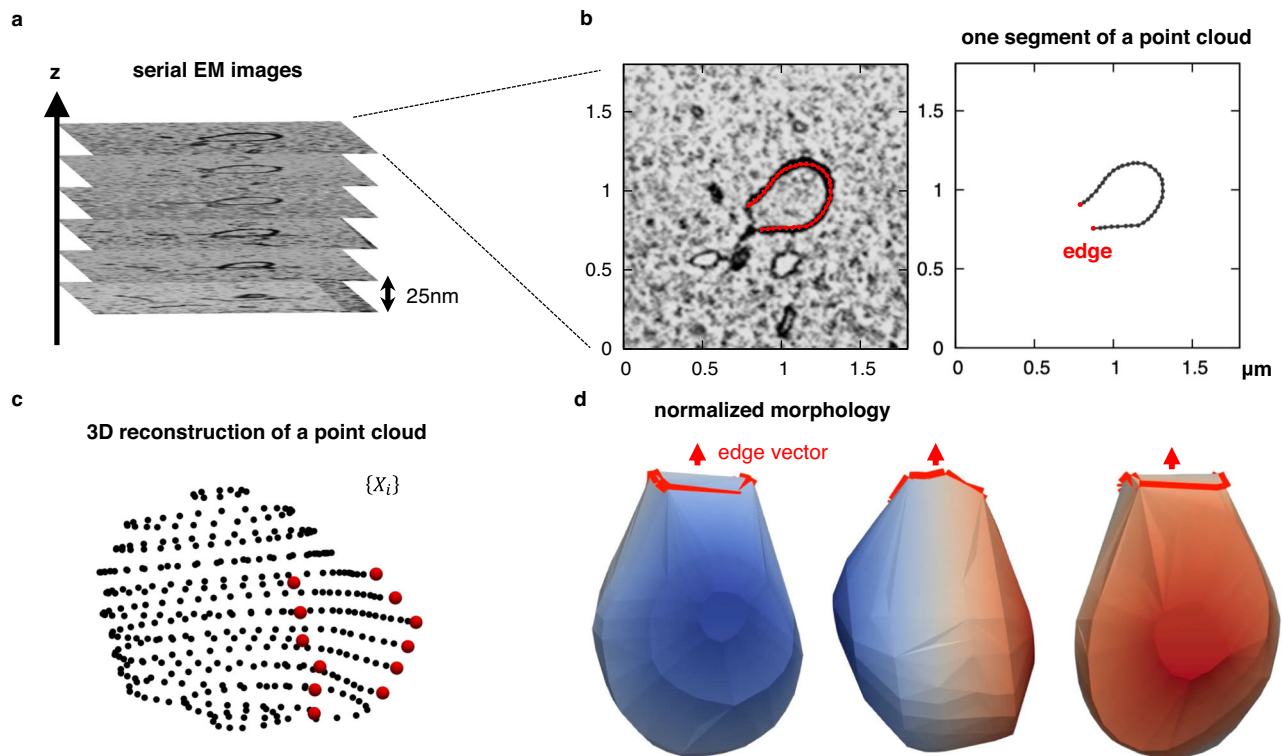 a
serial EM images
z
25nm
b
one segment of a point cloud
1.5
1
0.5
0
0
0.5
1
1.5
1.5
1
0.5
0
edge
0
0.5
1
1.5
µm
c
3D reconstruction of a point cloud
{Xᵢ}
d
normalized morphology
edge vector